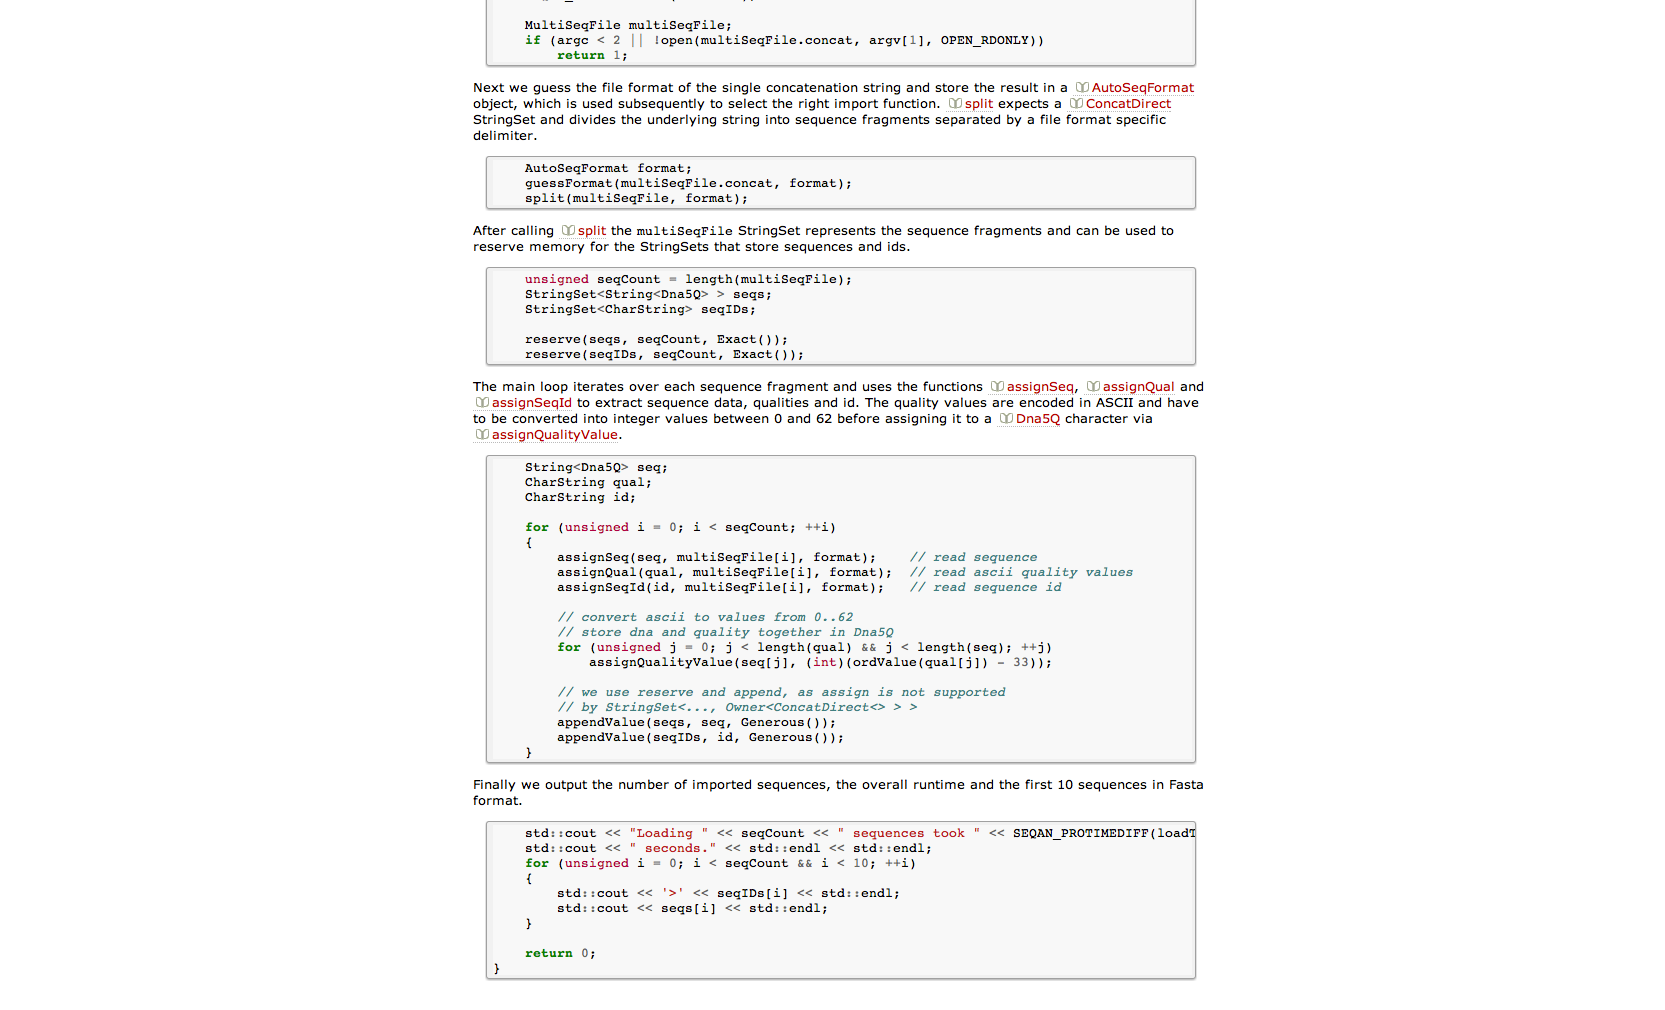 MultiSeqFile multiSeqFile;
if (argc < 2 || !open(multiSeqFile.concat, argv[1], OPEN_RDONLY))
return 1;
Next we guess the file format of the single concatenation string and store the result in a AutoSeqFormat
object, which is used subsequently to select the right import function. split expects a ConcatDirect
StringSet and divides the underlying string into sequence fragments separated by a file format specific
delimiter.
AutoSeqFormat format;
guessFormat(multiSeqFile.concat, format);
split(multiSeqFile, format);
After calling split the multiSeqFile StringSet represents the sequence fragments and can be used to
reserve memory for the StringSets that store sequences and ids.
unsigned seqCount = length(multiSeqFile);
StringSet<String<Dna5Q> > seqs;
StringSet<CharString> seqIDs;
reserve(seqs, seqCount, Exact());
reserve(seqIDs, seqCount, Exact());
The main loop iterates over each sequence fragment and uses the functions assignSeq, assignQual and
assignSeqId to extract sequence data, qualities and id. The quality values are encoded in ASCII and have
to be converted into integer values between 0 and 62 before assigning it to a Dna5Q character via
assignQualityValue.
String<Dna5Q> seq;
CharString qual;
CharString id;
for (unsigned i = 0; i < seqCount; ++i)
{
assignSeq(seq, multiSeqFile[i], format);    // read sequence
assignQual(qual, multiSeqFile[i], format);  // read ascii quality values
assignSeqId(id, multiSeqFile[i], format);   // read sequence id
// convert ascii to values from 0..62
// store dna and quality together in Dna5Q
for (unsigned j = 0; j < length(qual) && j < length(seq); ++j)
assignQualityValue(seq[j], (int)(ordValue(qual[j]) - 33));
// we use reserve and append, as assign is not supported
// by StringSet<..., Owner<ConcatDirect<> > >
appendValue(seqs, seq, Generous());
appendValue(seqIDs, id, Generous());
}
Finally we output the number of imported sequences, the overall runtime and the first 10 sequences in Fasta
format.
std::cout << "Loading " << seqCount << " sequences took " << SEQAN_PROTIMEDIFF(loadT
std::cout << " seconds." << std::endl << std::endl;
for (unsigned i = 0; i < seqCount && i < 10; ++i)
{
std::cout << '>' << seqIDs[i] << std::endl;
std::cout << seqs[i] << std::endl;
}
return 0;
}